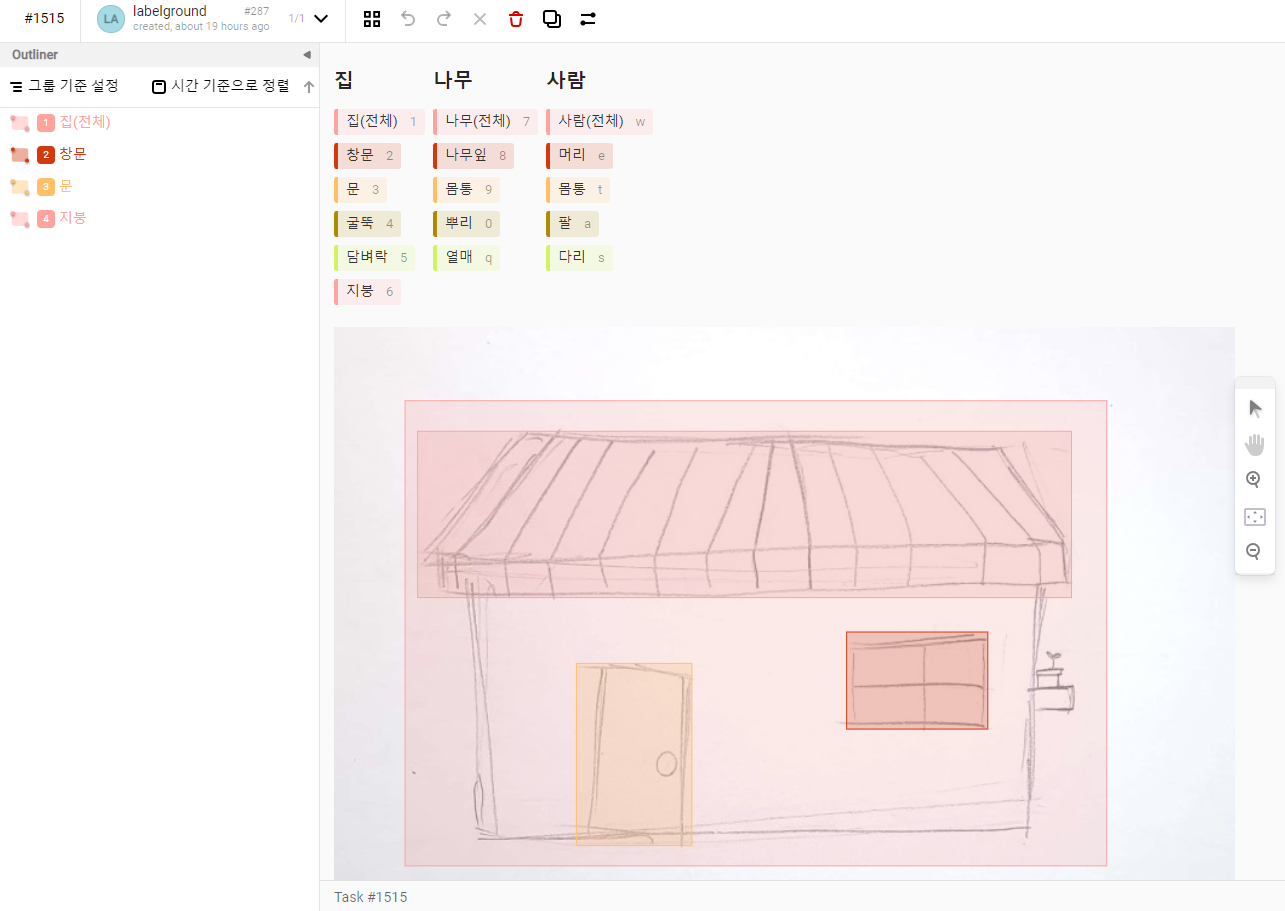 #1515
LA labelground #287 1/1
created, about 19 hours ago
Outliner
그룹 기준 설정 시간 기준으로 정렬
1 집(전체)
2 창문
3 문
4 지붕
집 나무 사람
집(전체) 1 나무(전체) 7 사람(전체) w
창문 2 나무잎 8 머리 e
문 3 몸통 9 몸통 t
굴뚝 4 뿌리 0 팔 a
담벼락 5 열매 q 다리 s
지붕 6
Task #1515